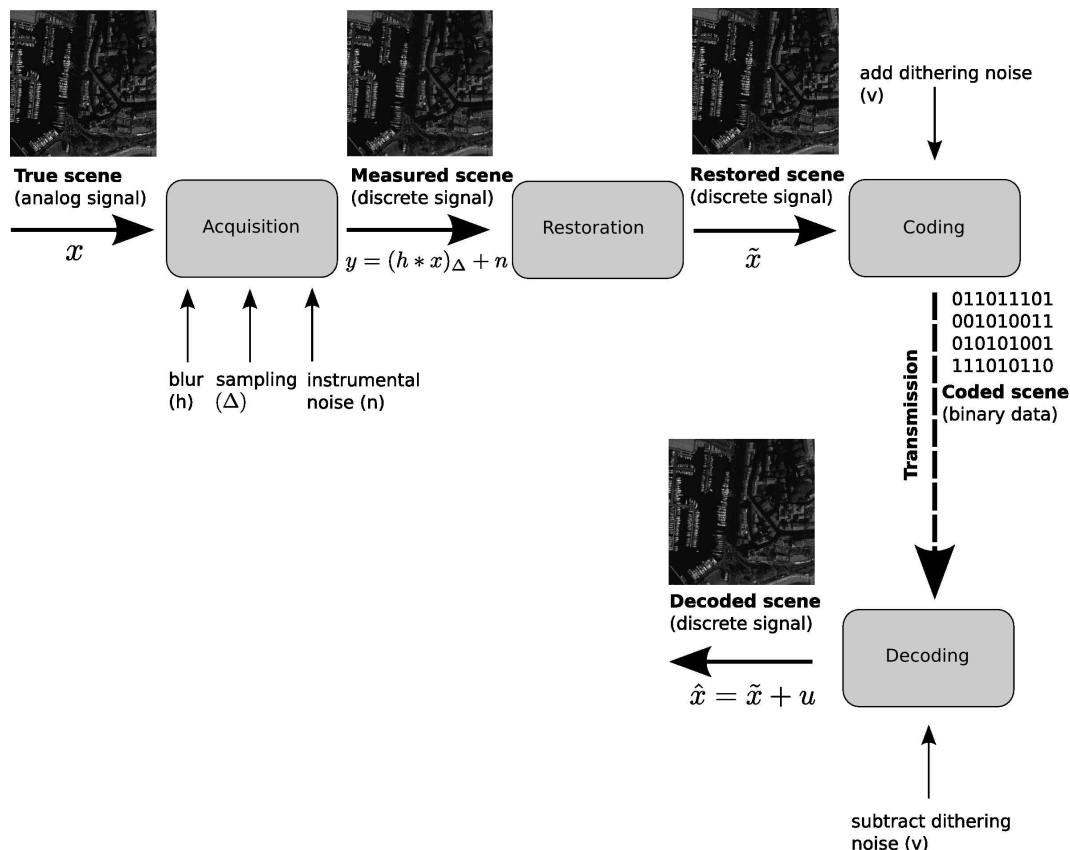 True scene
(analog signal)
x
Acquisition
blur
(h)
sampling
(Δ)
instrumental
noise (n)
Measured scene
(discrete signal)
y = (h ∗ x)Δ + n
Restoration
Restored scene
(discrete signal)
x̃
add dithering noise
(v)
Coding
011011101
001010011
010101001
111010110
Coded scene
(binary data)
Transmission
Decoding
subtract dithering
noise (v)
Decoded scene
(discrete signal)
x̂ = x̃ + u